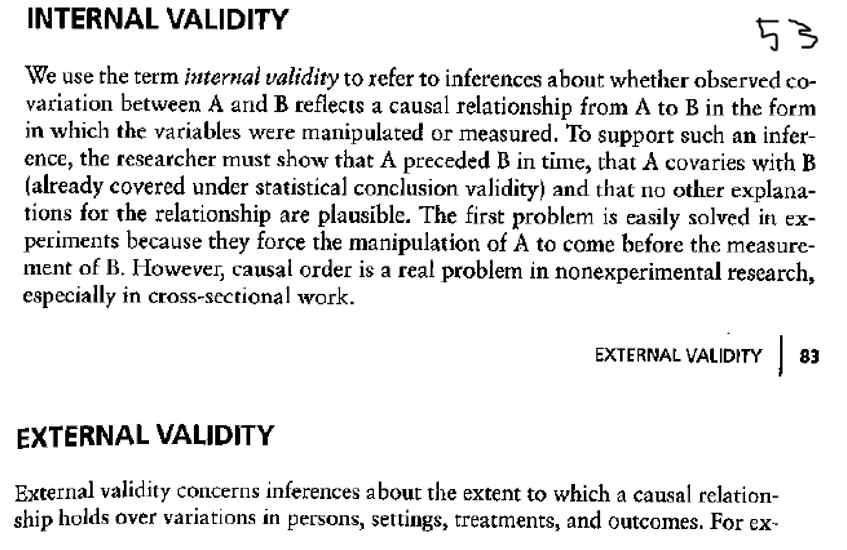 INTERNAL VALIDITY
53
We use the term internal validity to refer to inferences about whether observed co-
variation between A and B reflects a causal relationship from A to B in the form
in which the variables were manipulated or measured. To support such an infer-
ence, the researcher must show that A preceded B in time, that A covaries with B
(already covered under statistical conclusion validity) and that no other explana-
tions for the relationship are plausible. The first problem is easily solved in ex-
periments because they force the manipulation of A to come before the measure-
ment of B. However, causal order is a real problem in nonexperimental research,
especially in cross-sectional work.
EXTERNAL VALIDITY | 83
EXTERNAL VALIDITY
External validity concerns inferences about the extent to which a causal relation-
ship holds over variations in persons, settings, treatments, and outcomes. For ex-